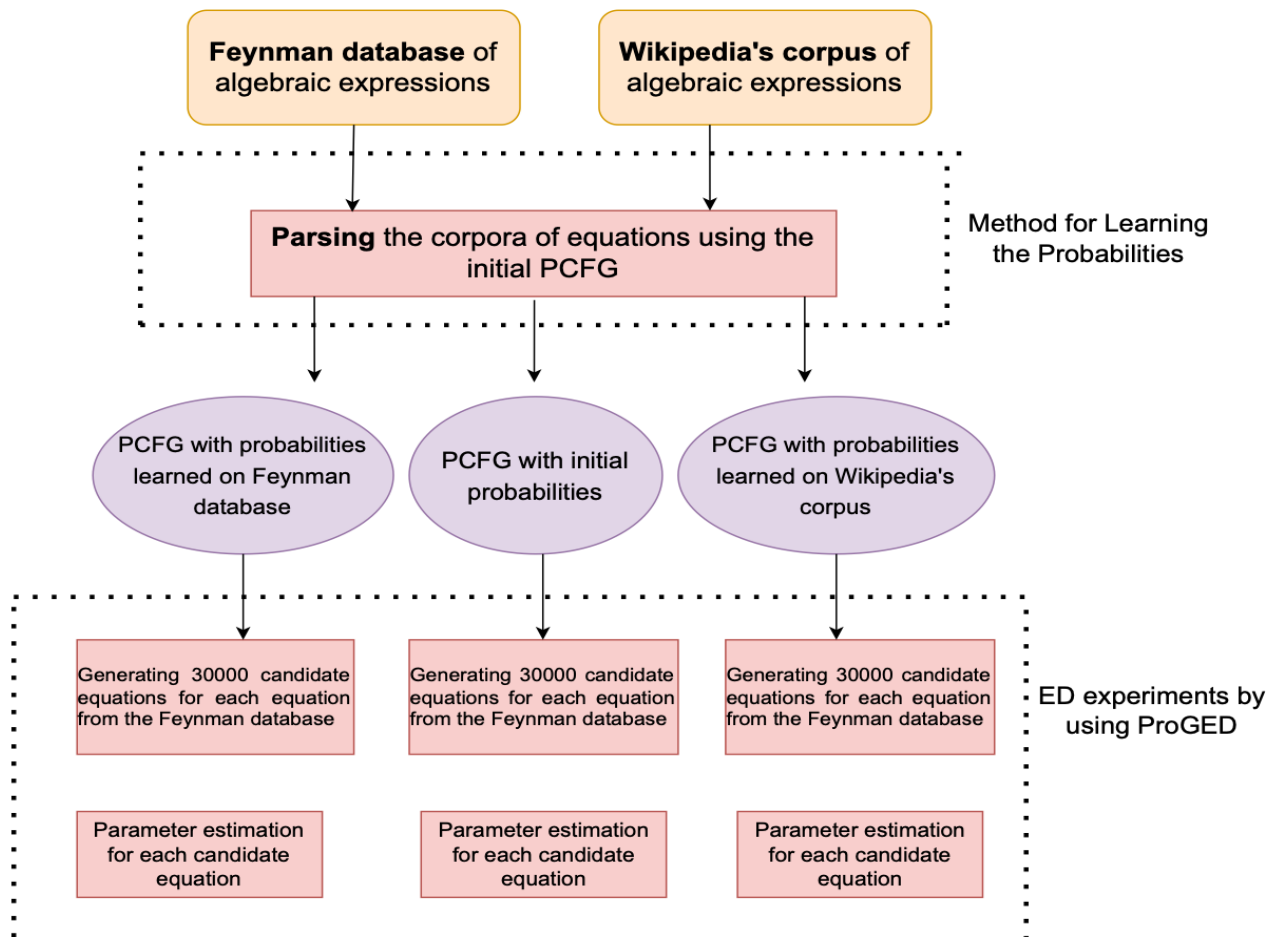 Feynman database of
algebraic expressions
Wikipedia's corpus of
algebraic expressions
Parsing the corpora of equations using the
initial PCFG
Method for Learning
the Probabilities
PCFG with probabilities
learned on Feynman
database
PCFG with initial
probabilities
PCFG with probabilities
learned on Wikipedia's
corpus
Generating 30000 candidate
equations for each equation
from the Feynman database
Generating 30000 candidate
equations for each equation
from the Feynman database
Generating 30000 candidate
equations for each equation
from the Feynman database
ED experiments by
using ProGED
Parameter estimation
for each candidate
equation
Parameter estimation
for each candidate
equation
Parameter estimation
for each candidate
equation